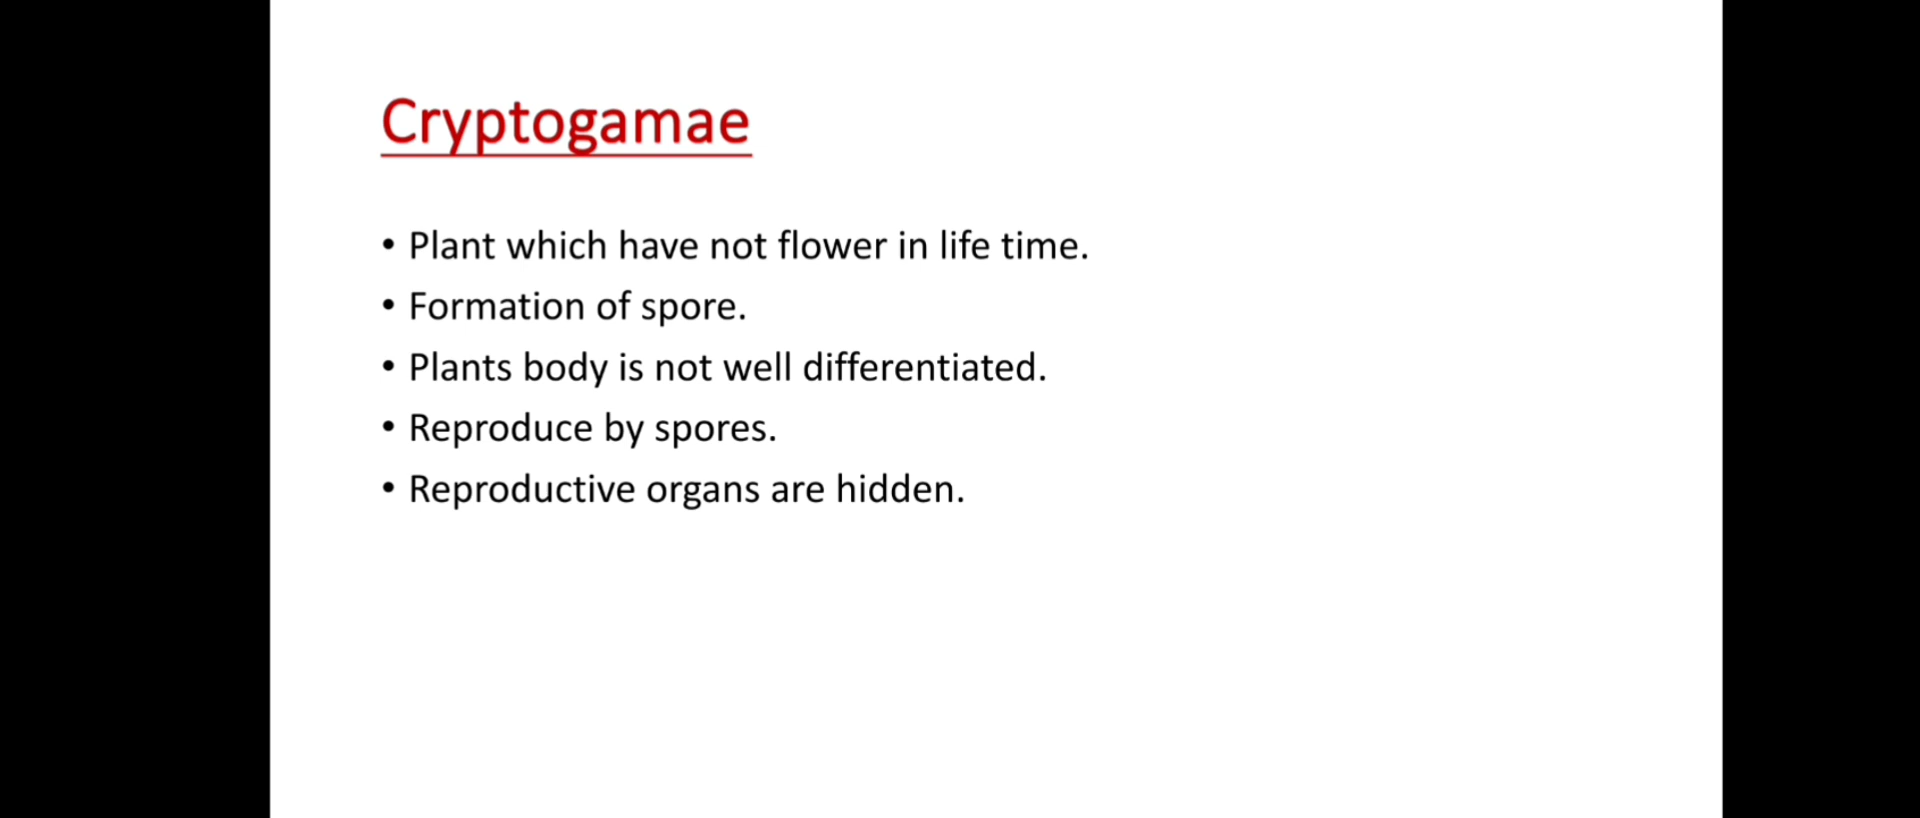 Cryptogamae
• Plant which have not flower in life time.
• Formation of spore.
• Plants body is not well differentiated.
• Reproduce by spores.
• Reproductive organs are hidden.